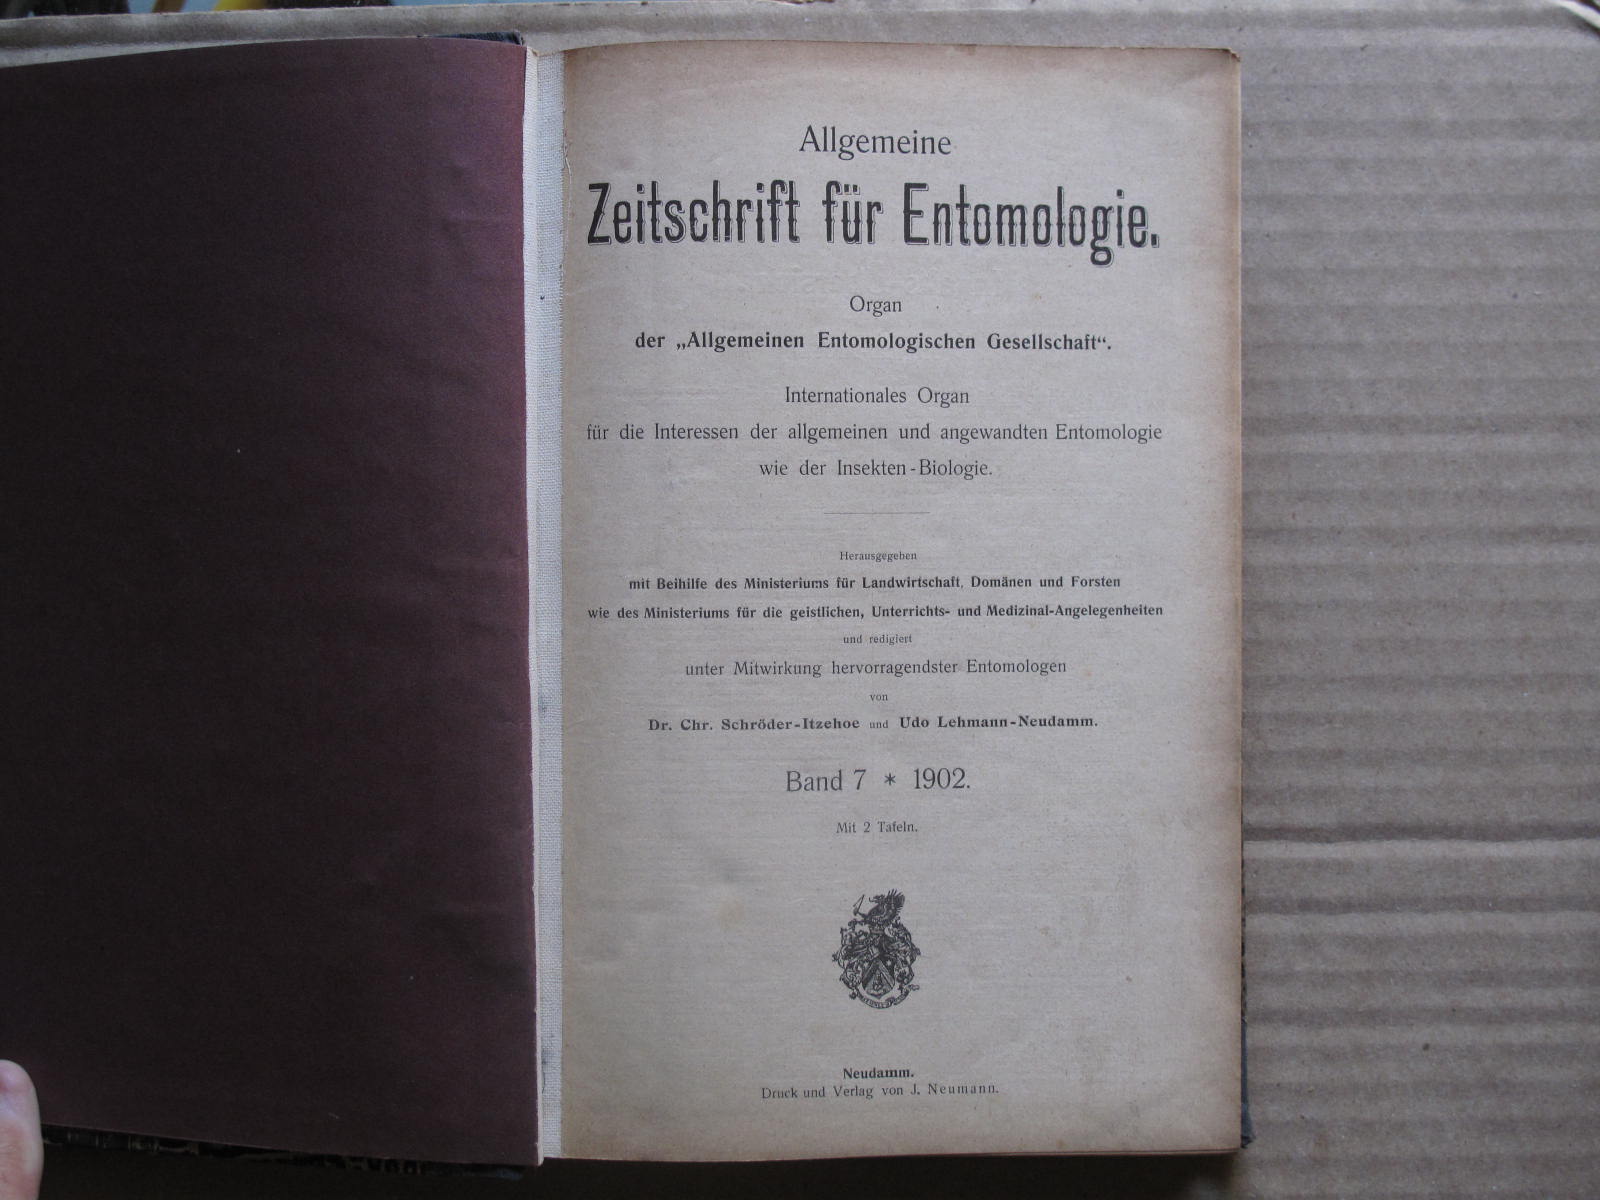 Allgemeine
Zeitschrift für Entomologie.
Organ
der „Allgemeinen Entomologischen Gesellschaft“.
Internationales Organ
für die Interessen der allgemeinen und angewandten Entomologie
wie der Insekten-Biologie.
Herausgegeben
mit Beihilfe des Ministeriums für Landwirtschaft, Domänen und Forsten
wie des Ministeriums für die geistlichen, Unterrichts- und Medizinal-Angelegenheiten
und redigiert
unter Mitwirkung hervorragendster Entomologen
von
Dr. Chr. Schröder-Itzehoe und Udo Lehmann-Neudamm.
Band 7 * 1902.
Mit 2 Tafeln.
Neudamm.
Druck und Verlag von J. Neumann.